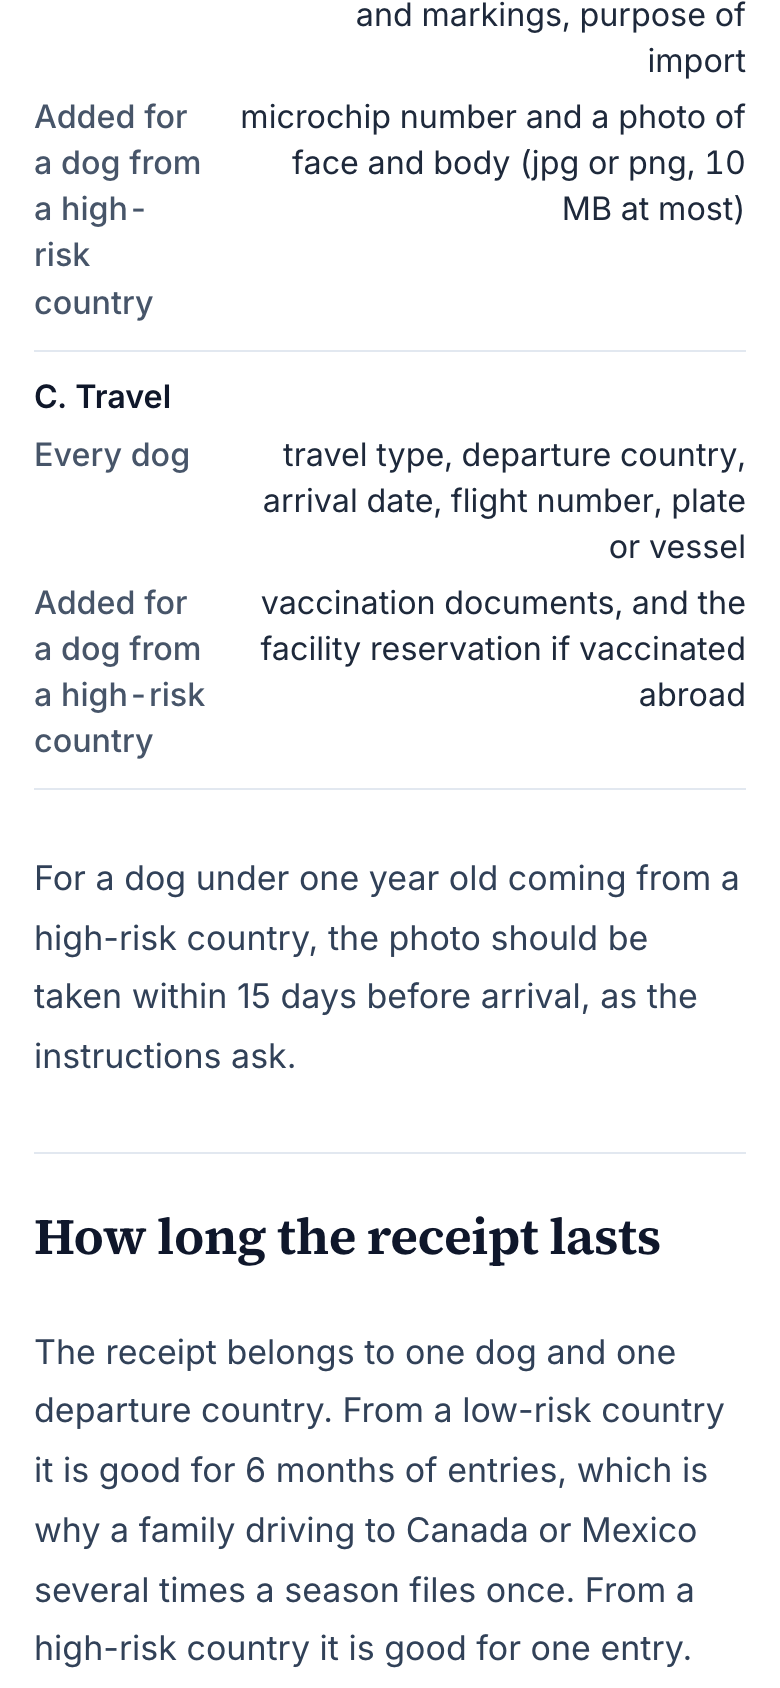 and markings, purpose of
import
Added for microchip number and a photo of
a dog from face and body (jpg or png, 10
a high- MB at most)
risk
country
C. Travel
Every dog travel type, departure country,
arrival date, flight number, plate
or vessel
Added for vaccination documents, and the
a dog from facility reservation if vaccinated
a high-risk abroad
country
For a dog under one year old coming from a
high-risk country, the photo should be
taken within 15 days before arrival, as the
instructions ask.
How long the receipt lasts
The receipt belongs to one dog and one
departure country. From a low-risk country
it is good for 6 months of entries, which is
why a family driving to Canada or Mexico
several times a season files once. From a
high-risk country it is good for one entry.